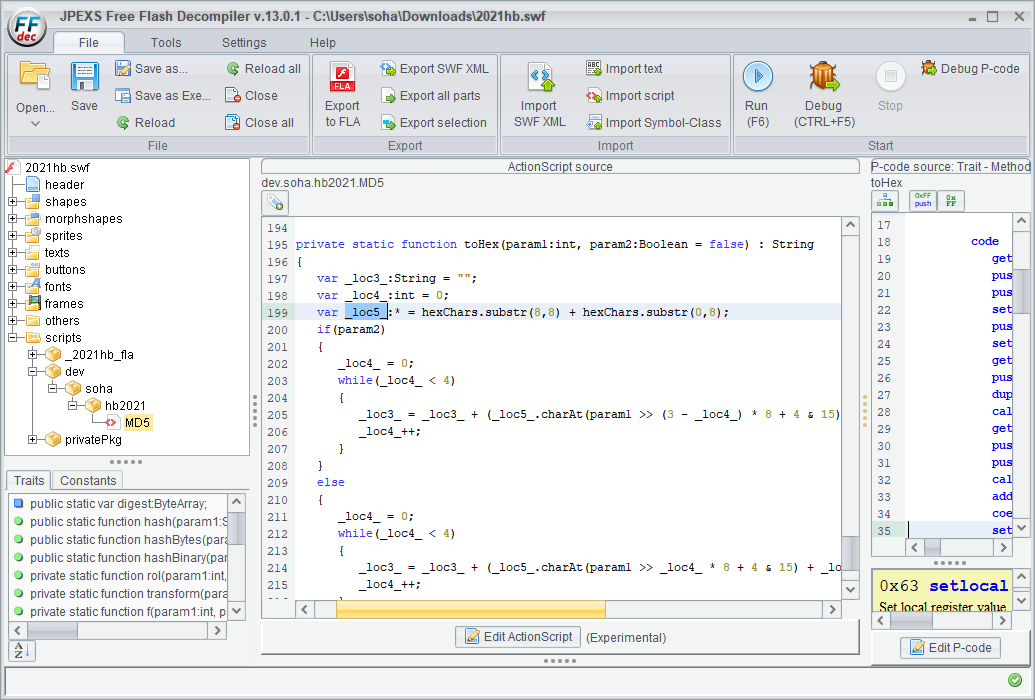 JPEXS Free Flash Decompiler v.13.0.1 - C:\Users\soha\Downloads\2021hb.swf
FF
dec
File Tools Settings Help
Open...
Save
Save as...
Save as Exe...
Reload
Reload all
Close
Close all
File
FLA
Export
to FLA
Export SWF XML
Export all parts
Export selection
Export
Import
SWF XML
Import text
Import script
Import Symbol-Class
Import
Run
(F6)
Debug
(CTRL+F5)
Stop
Debug P-code
Start
2021hb.swf
header
shapes
morphshapes
sprites
texts
buttons
fonts
frames
others
scripts
_2021hb_fla
dev
soha
hb2021
MD5
privatePkg
Traits Constants
public static var digest:ByteArray;
public static function hash(param1:S
public static function hashBytes(para
public static function hashBinary(par
private static function rol(param1:int,
private static function transform(para
private static function f(param1:int, p
A
Z
ActionScript source
dev.soha.hb2021.MD5
194
195 private static function toHex(param1:int, param2:Boolean = false) : String
196 {
197 var _loc3_:String = "";
198 var _loc4_:int = 0;
199 var _loc5_:* = hexChars.substr(8,8) + hexChars.substr(0,8);
200 if(param2)
201 {
202 _loc4_ = 0;
203 while(_loc4_ < 4)
204 {
205 _loc3_ = _loc3_ + (_loc5_.charAt(param1 >> (3 - _loc4_) * 8 + 4 & 15)
206 _loc4_++;
207 }
208 }
209 else
210 {
211 _loc4_ = 0;
212 while(_loc4_ < 4)
213 {
214 _loc3_ = _loc3_ + (_loc5_.charAt(param1 >> _loc4_ * 8 + 4 & 15) + _lo
215 _loc4_++;
Edit ActionScript (Experimental)
P-code source: Trait - Method
toHex
0xFF
push
0x
FF
17
18 code
19 get
20 pus
21 pus
22 set
23 pus
24 set
25 get
26 pus
27 dup
28 cal
29 get
30 pus
31 pus
32 cal
33 add
34 coe
35 set
0x63 setlocal
Set local register value
Edit P-code